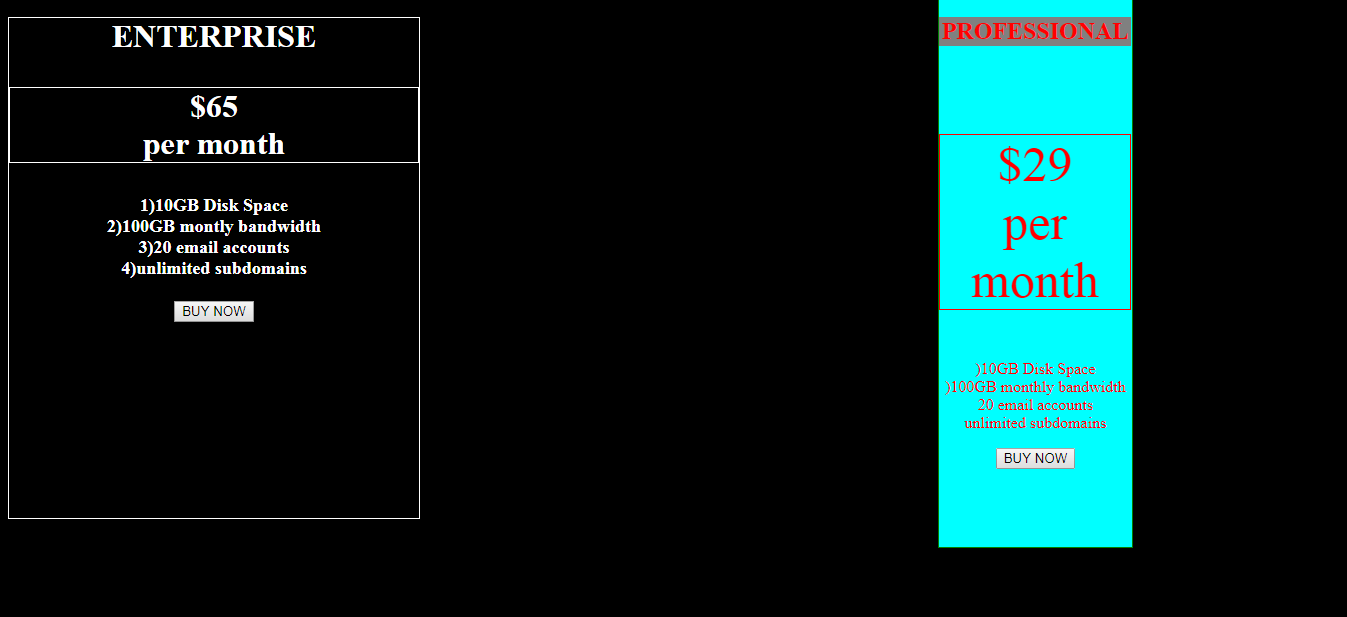 ENTERPRISE
$65
per month
1)10GB Disk Space
2)100GB montly bandwidth
3)20 email accounts
4)unlimited subdomains
BUY NOW
PROFESSIONAL
$29
per
month
)10GB Disk Space
)100GB monthly bandwidth
20 email accounts
unlimited subdomains
BUY NOW